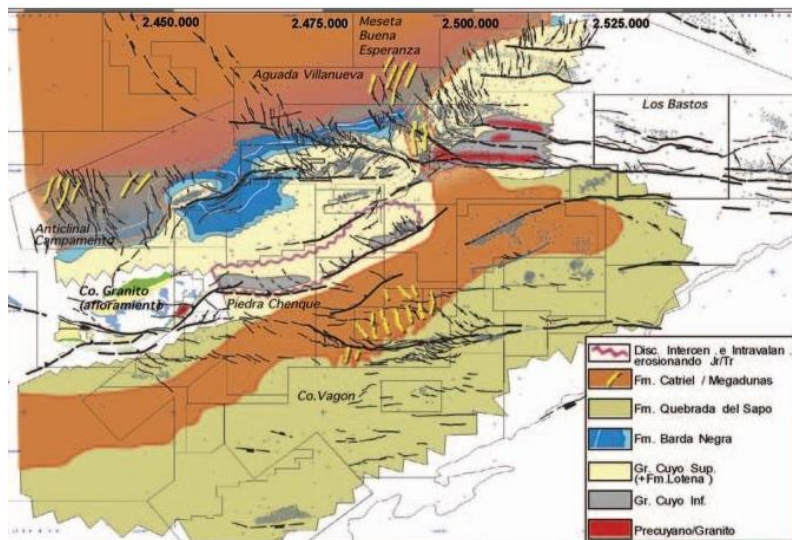 2.450.000
2.475.000
2.500.000
2.525.000
Meseta
Buena
Esperanza
Aguada Villanueva
Los Bastos
Anticlinal
Campamento
Co. Granito
(afloramiento)
Piedra Chenque
Co.Vagon
Disc. Intercen . e Intravalan .
erosionando Jr/Tr
Fm. Catriel / Megadunas
Fm. Quebrada del Sapo
Fm. Barda Negra
Gr. Cuyo Sup.
(+Fm.Lotena )
Gr. Cuyo Inf.
Precuyano/Granito